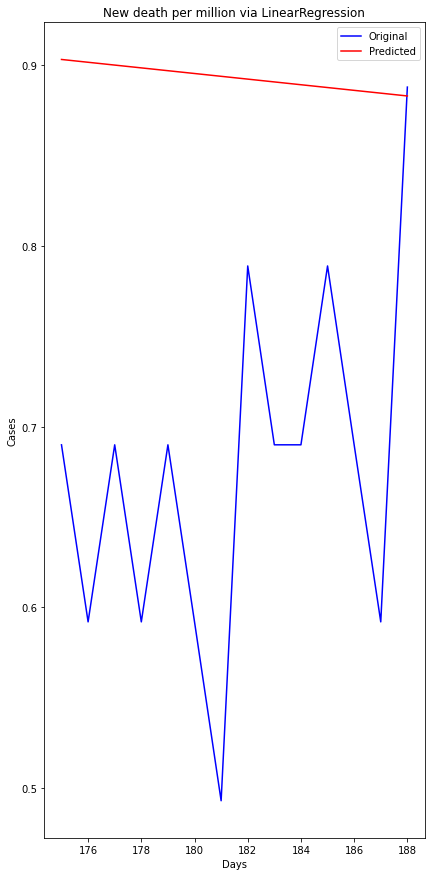 New death per million via LinearRegression
Original
Predicted
0.9
0.8
0.7
0.6
0.5
Cases
176 178 180 182 184 186 188
Days